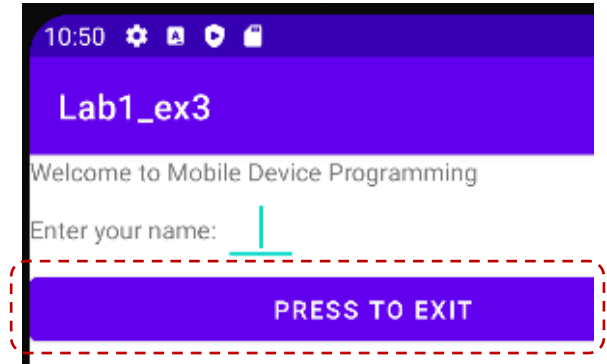 10:50
Lab1_ex3
Welcome to Mobile Device Programming
Enter your name:
PRESS TO EXIT